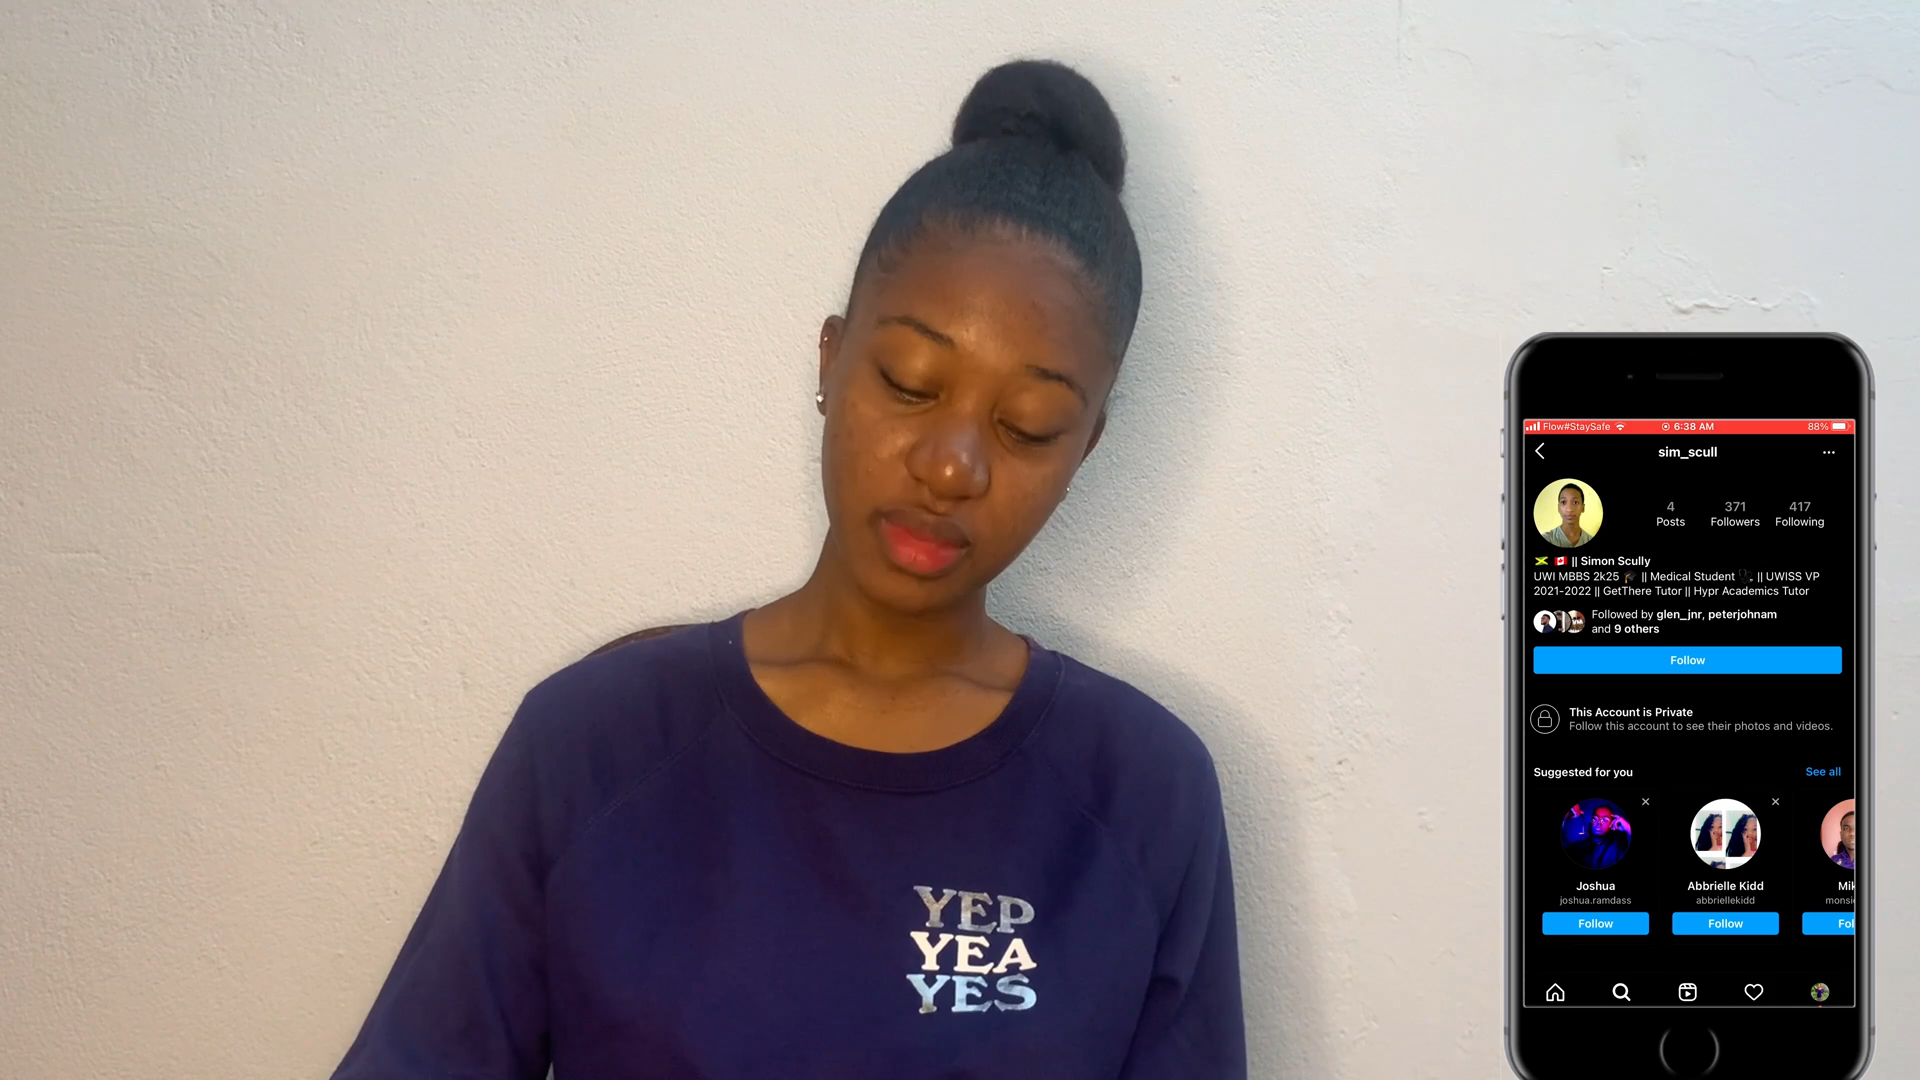 YEP
YEA
YES
Flow#StaySafe
6:38 AM
88%
sim_scull
4
371
417
Posts
Followers
Following
|| Simon Scully
UWI MBBS 2k25 || Medical Student || UWISS VP
2021-2022 || GetThere Tutor || Hypr Academics Tutor
Followed by glen_jnr, peterjohnam
and 9 others
Follow
This Account is Private
Follow this account to see their photos and videos.
Suggested for you
See all
Joshua
Abbrielle Kidd
Mik
joshua.ramdass
abbriellekidd
monsi
Follow
Follow
Fol